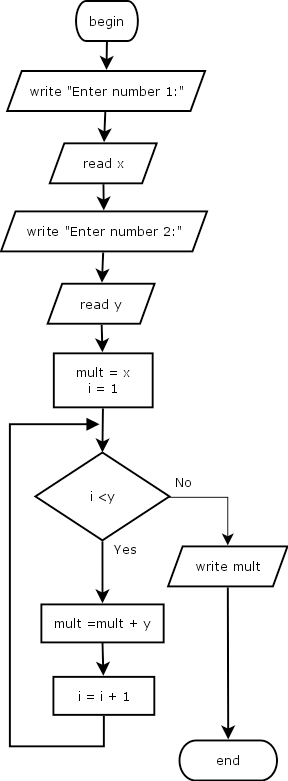 begin
write "Enter number 1:"
read x
write "Enter number 2:"
read y
mult = x
i = 1
i <y
No
Yes
write mult
mult =mult + y
i = i + 1
end